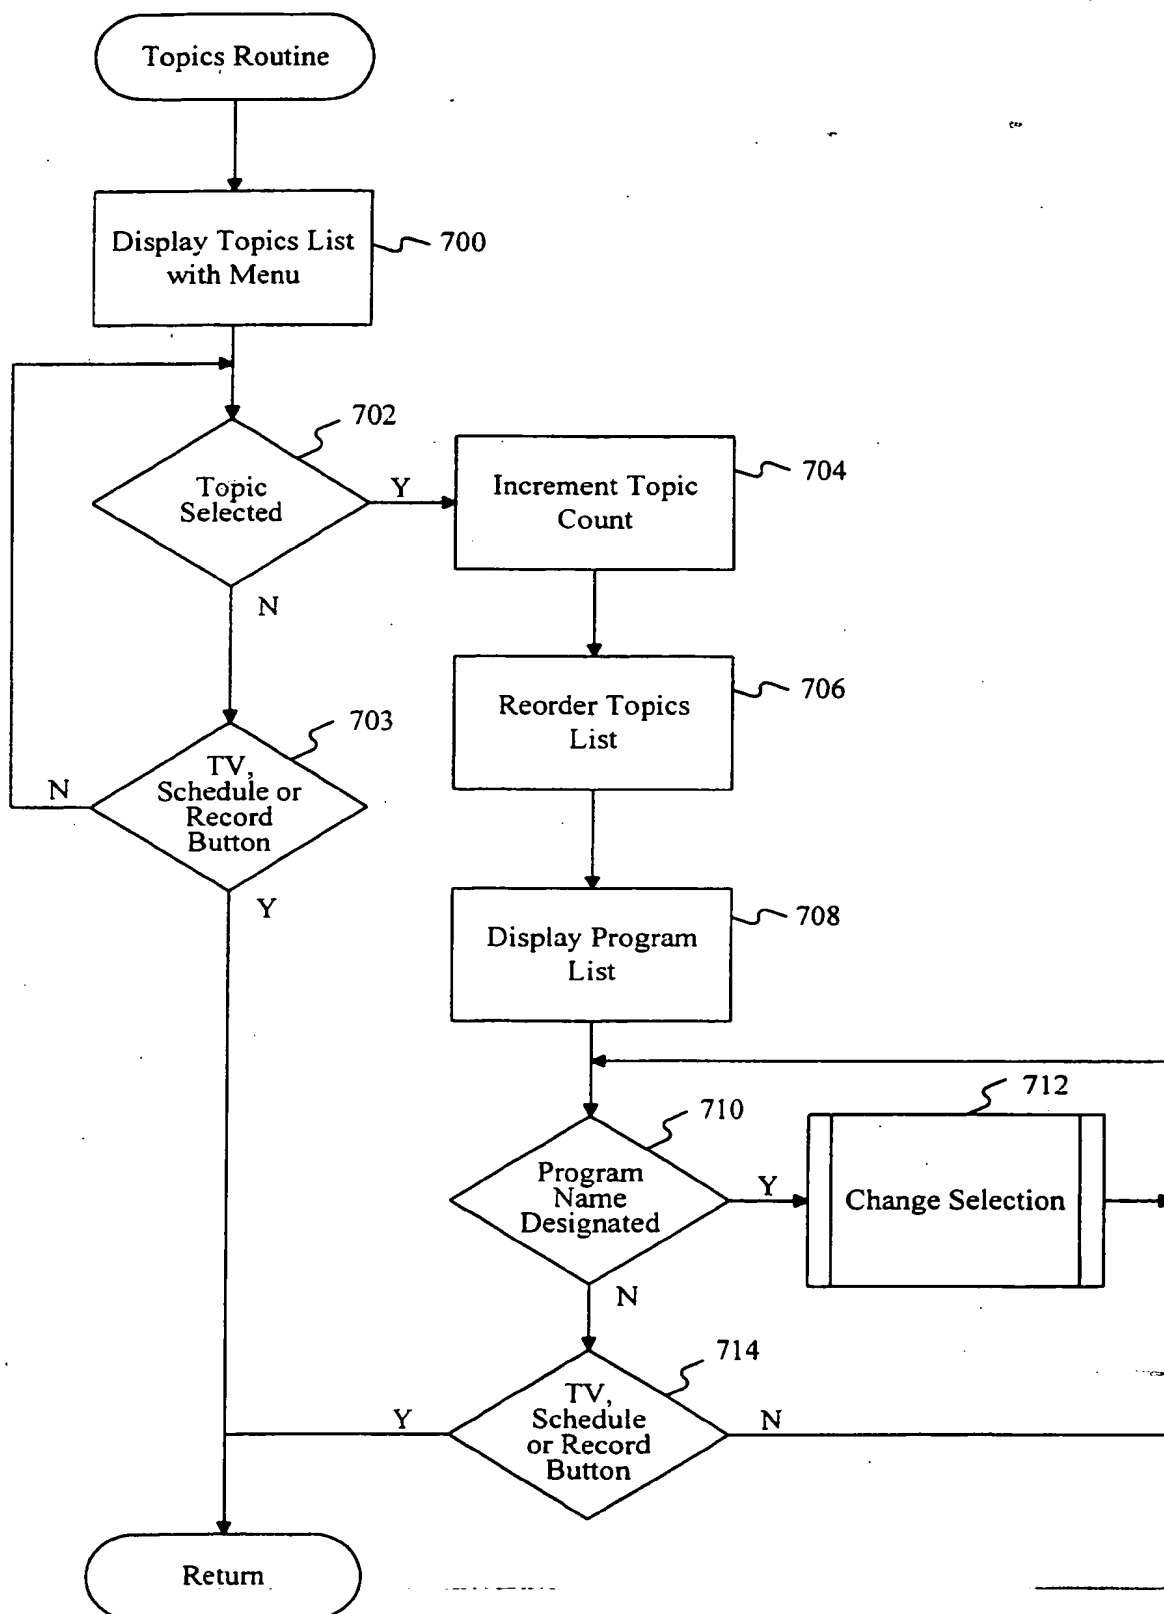 Topics Routine
Display Topics List
with Menu
700
702
Topic
Selected
Y
N
Increment Topic
Count
704
Reorder Topics
List
706
703
TV,
Schedule or
Record
Button
N
Y
Display Program
List
708
710
Program
Name
Designated
Y
N
712
Change Selection
714
TV,
Schedule
or Record
Button
Y
N
Return